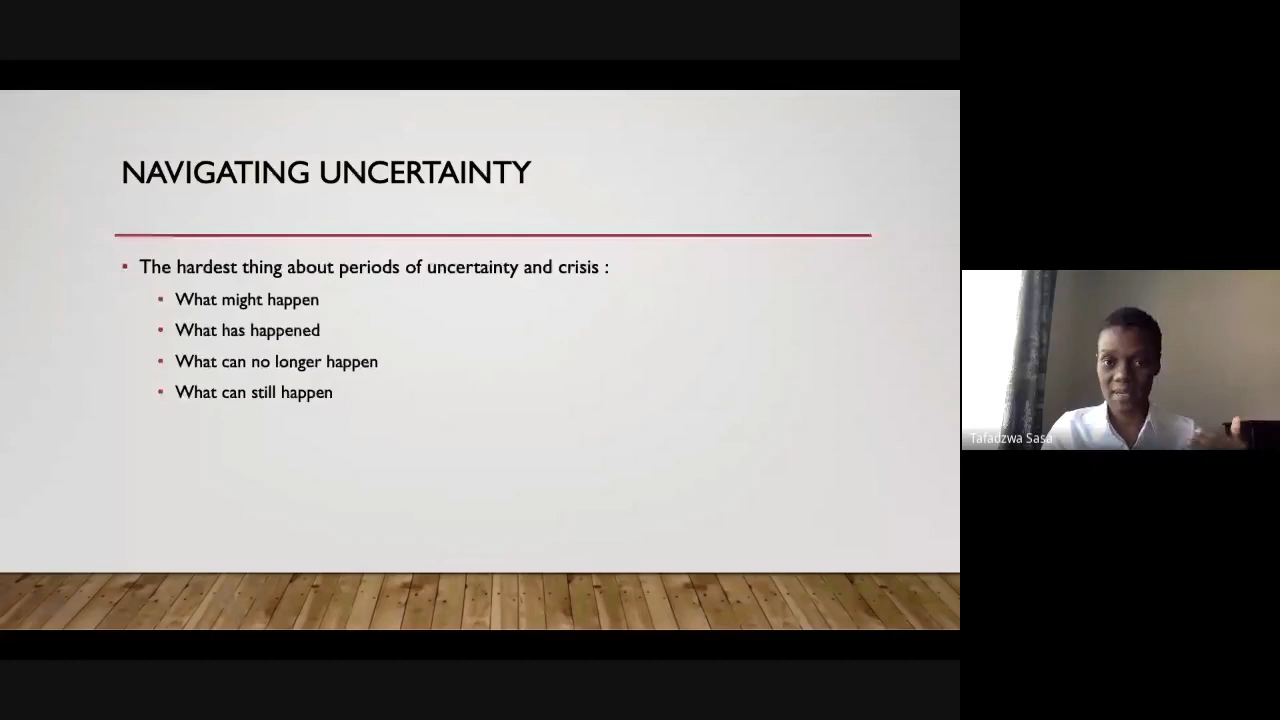 NAVIGATING UNCERTAINTY
The hardest thing about periods of uncertainty and crisis :
What might happen
What has happened
What can no longer happen
What can still happen
Tafadzwa Sasa